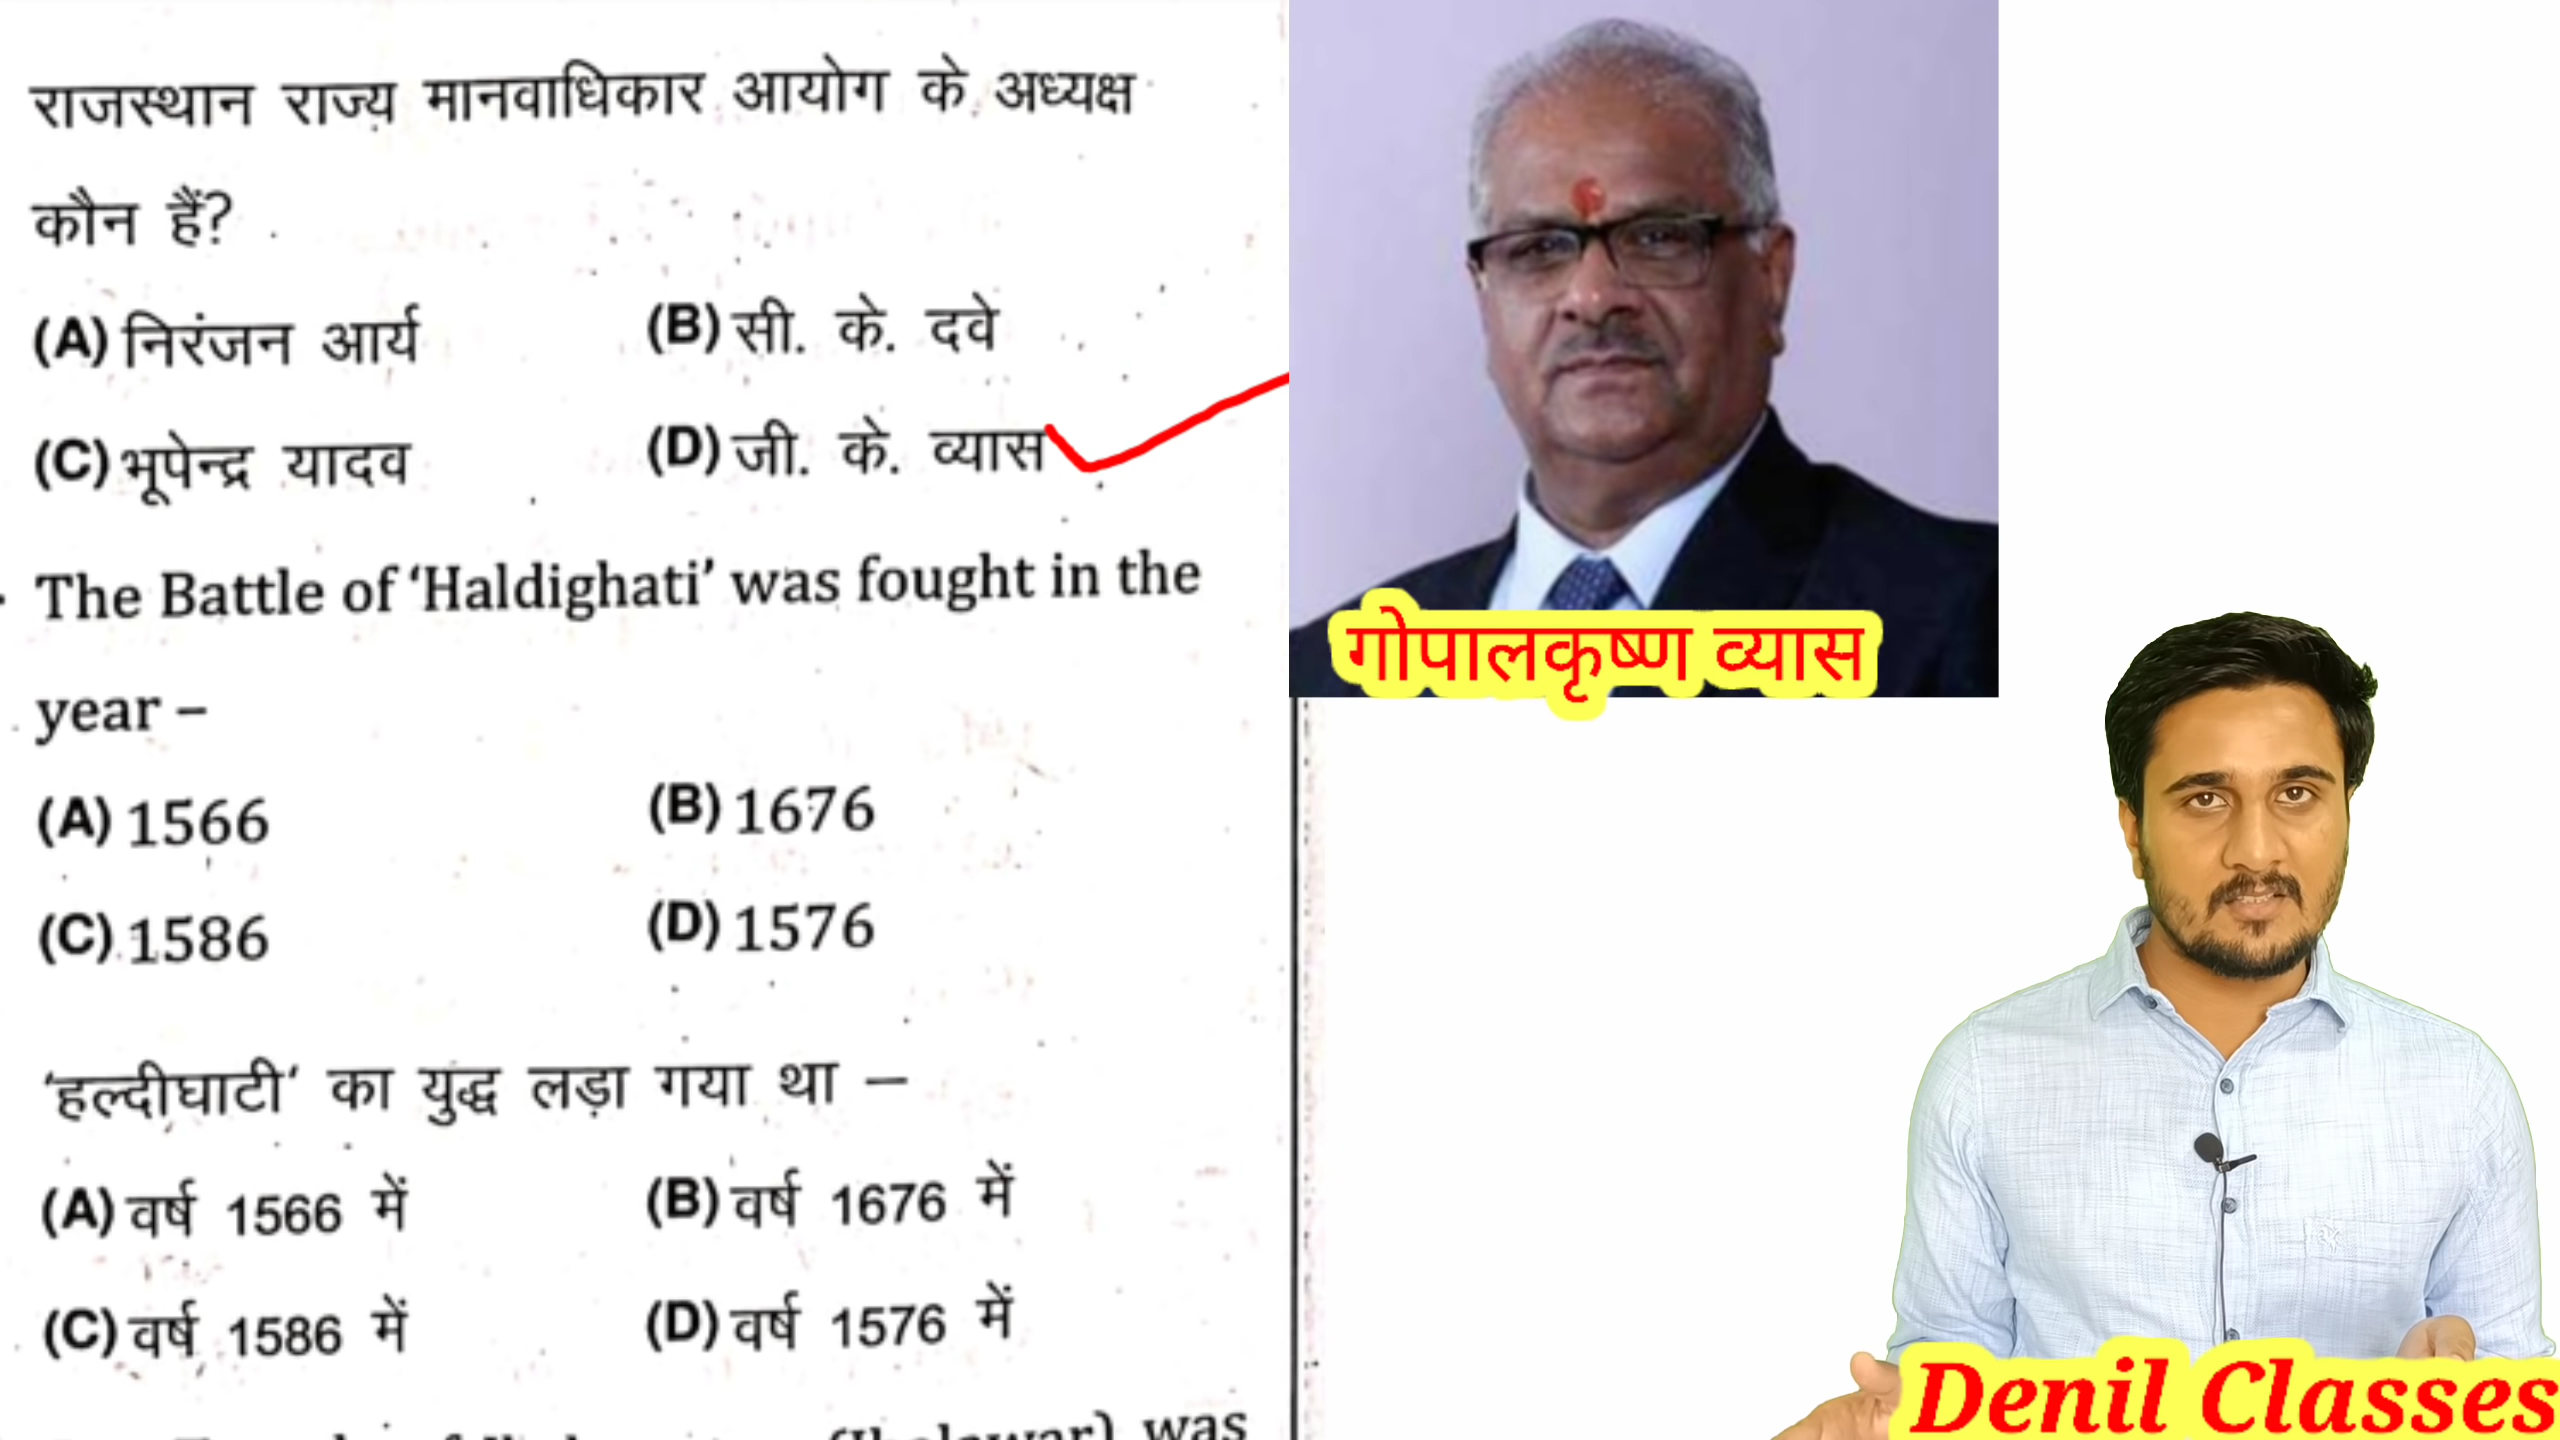 राजस्थान राज्य मानवाधिकार आयोग के अध्यक्ष
कौन हैं?
(A) निरंजन आर्य (B) सी. के. दवे
(C) भूपेन्द्र यादव (D) जी. के. व्यास
The Battle of ‘Haldighati’ was fought in the
year –
(A) 1566 (B) 1676
(C) 1586 (D) 1576
‘हल्दीघाटी’ का युद्ध लड़ा गया था –
(A) वर्ष 1566 में (B) वर्ष 1676 में
(C) वर्ष 1586 में (D) वर्ष 1576 में
was
गोपालकृष्ण व्यास
Denil Classes